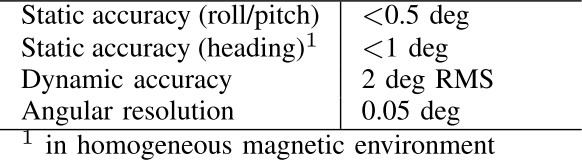 Static accuracy (roll/pitch) <0.5 deg
Static accuracy (heading)¹ <1 deg
Dynamic accuracy 2 deg RMS
Angular resolution 0.05 deg
¹ in homogeneous magnetic environment